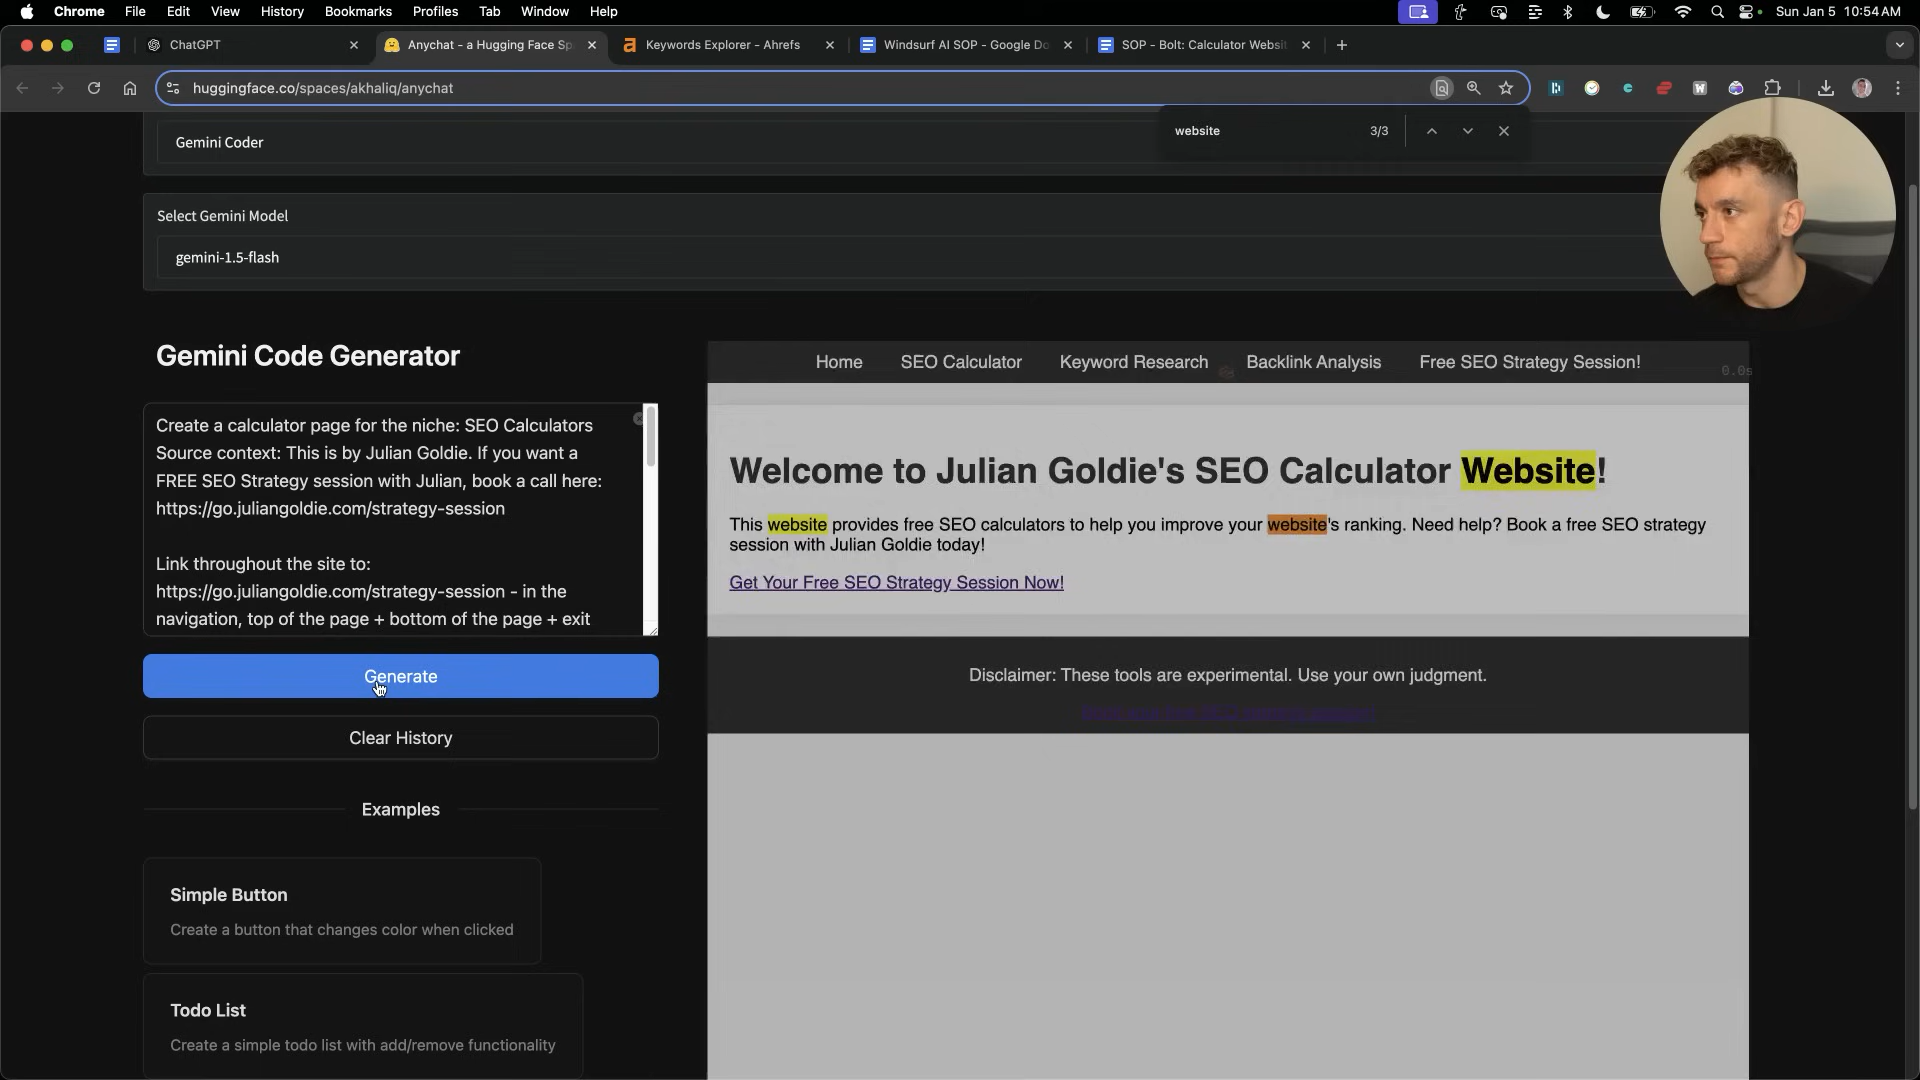 Chrome File Edit View History Bookmarks Profiles Tab Window Help Sun Jan 5 10:54 AM
ChatGPT Anychat - a Hugging Face Sp Keywords Explorer - Ahrefs Windsurf AI SOP - Google Do SOP - Bolt: Calculator Websit
huggingface.co/spaces/akhaliq/anychat
website 3/3
Gemini Coder
Select Gemini Model
gemini-1.5-flash
Gemini Code Generator
Create a calculator page for the niche: SEO Calculators
Source context: This is by Julian Goldie. If you want a
FREE SEO Strategy session with Julian, book a call here:
https://go.juliangoldie.com/strategy-session
Link throughout the site to:
https://go.juliangoldie.com/strategy-session - in the
navigation, top of the page + bottom of the page + exit
Generate
Clear History
Examples
Simple Button
Create a button that changes color when clicked
Todo List
Create a simple todo list with add/remove functionality
Home SEO Calculator Keyword Research Backlink Analysis Free SEO Strategy Session!
0.0s
Welcome to Julian Goldie's SEO Calculator Website!
This website provides free SEO calculators to help you improve your website's ranking. Need help? Book a free SEO strategy
session with Julian Goldie today!
Get Your Free SEO Strategy Session Now!
Disclaimer: These tools are experimental. Use your own judgment.